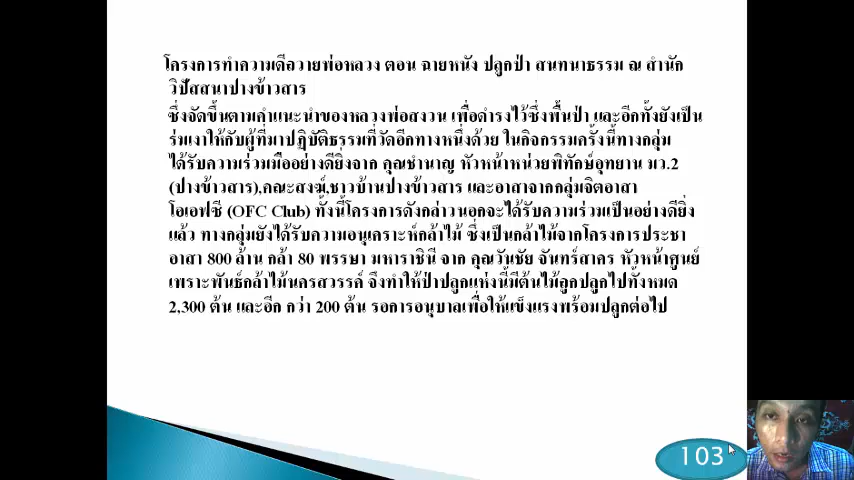 โครงการทำความดีถวายพ่อหลวง ตอน ฉายหนัง ปลูกป่า สนทนาธรรม ณ สำนัก
วิปัสสนาปางข้าวสาร
ซึ่งจัดขึ้นตามคำแนะนำของหลวงพ่อสงวน เพื่อดำรงไว้ซึ่งพื้นป่า และอีกทั้งยังเป็น
ร่มเงาให้กับผู้ที่มาปฏิบัติธรรมที่วัดอีกทางหนึ่งด้วย ในกิจกรรมครั้งนี้ทางกลุ่ม
ได้รับความร่วมมืออย่างดียิ่งจาก คุณชำนาญ หัวหน้าหน่วยพิทักษ์อุทยาน มว.2
(ปางข้าวสาร),คณะสงฆ์,ชาวบ้านปางข้าวสาร และอาสาจากกลุ่มจิตอาสา
โอเอฟซี (OFC Club) ทั้งนี้โครงการดังกล่าวนอกจะได้รับความร่วมเป็นอย่างดียิ่ง
แล้ว ทางกลุ่มยังได้รับความอนุเคราะห์กล้าไม้ ซึ่งเป็นกล้าไม้จากโครงการประชา
อาสา 800 ล้าน กล้า 80 พรรษา มหาราชินี จาก คุณวันชัย จันทร์สาคร หัวหน้าศูนย์
เพราะพันธ์กล้าไม้นครสวรรค์ จึงทำให้ป่าปลูกแห่งนี้มีต้นไม้ถูกปลูกไปทั้งหมด
2,300 ต้น และอีก กว่า 200 ต้น รอการอนุบาลเพื่อให้แข็งแรงพร้อมปลูกต่อไป
103